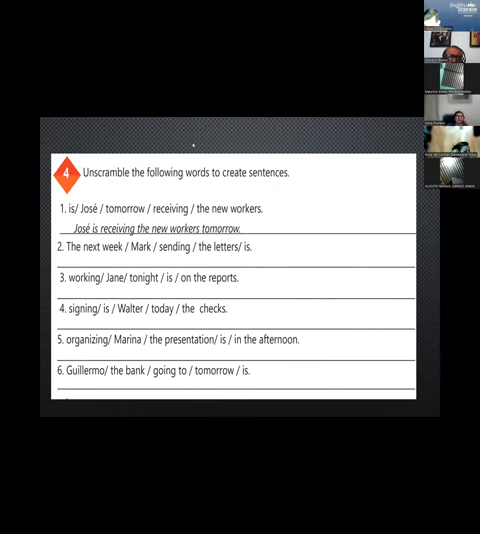 4 Unscramble the following words to create sentences.
1. is/ José / tomorrow / receiving / the new workers.
José is receiving the new workers tomorrow.
2. The next week / Mark / sending / the letters/ is.
3. working/ Jane/ tonight / is / on the reports.
4. signing/ is / Walter / today / the checks.
5. organizing/ Marina / the presentation/ is / in the afternoon.
6. Guillermo/ the bank / going to / tomorrow / is.
Inglés
Corporativo